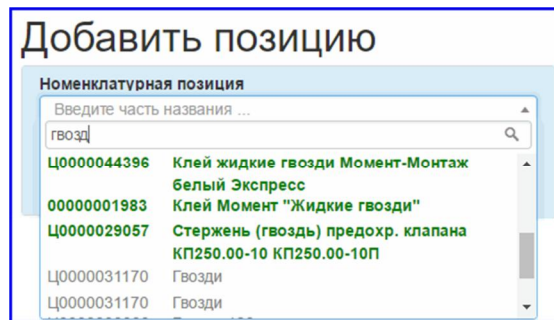 Добавить позицию
Номенклатурная позиция
Введите часть названия ...
гвозд
Ц0000044396 Клей жидкие гвозди Момент-Монтаж
белый Экспресс
00000001983 Клей Момент "Жидкие гвозди"
Ц0000029057 Стержень (гвоздь) предохр. клапана
КП250.00-10 КП250.00-10П
Ц0000031170 Гвозди
Ц0000031170 Гвозди